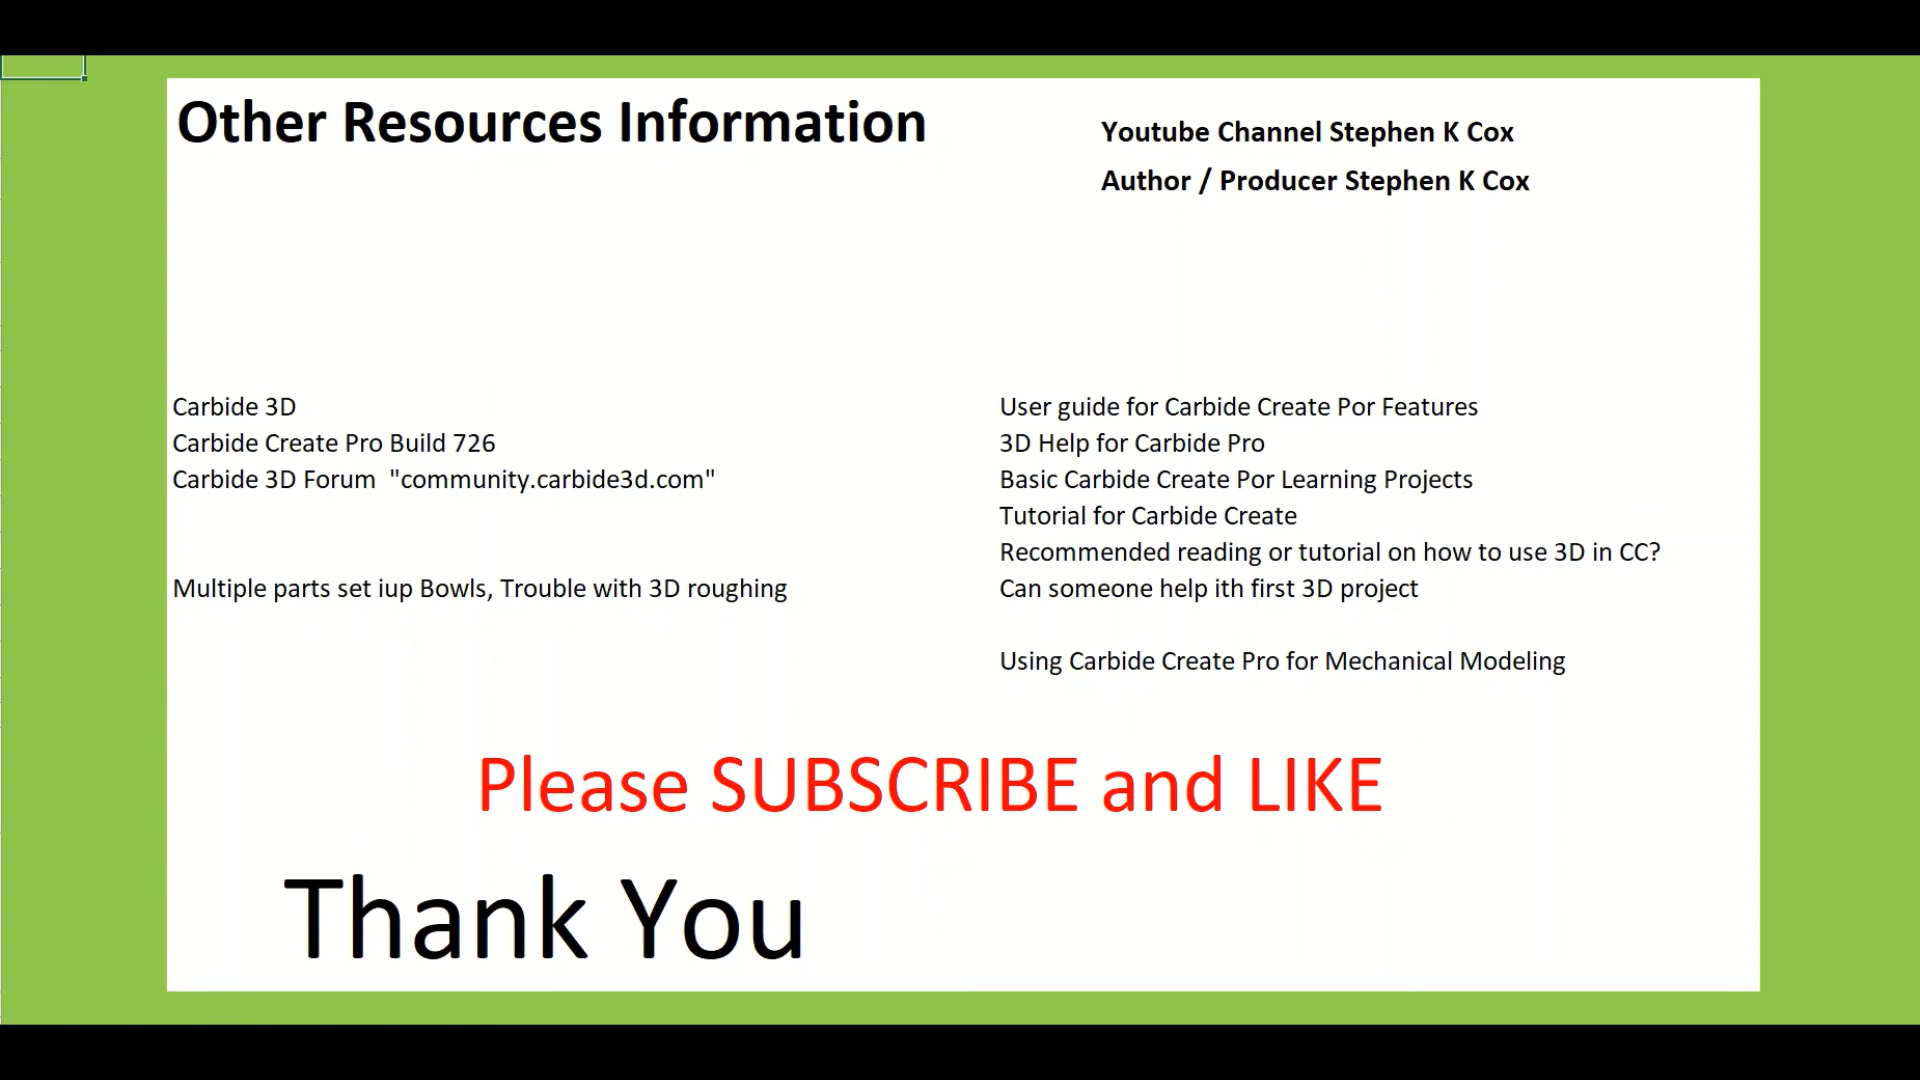 Other Resources Information
Youtube Channel Stephen K Cox
Author / Producer Stephen K Cox
Carbide 3D
Carbide Create Pro Build 726
Carbide 3D Forum "community.carbide3d.com"
Multiple parts set iup Bowls, Trouble with 3D roughing
User guide for Carbide Create Por Features
3D Help for Carbide Pro
Basic Carbide Create Por Learning Projects
Tutorial for Carbide Create
Recommended reading or tutorial on how to use 3D in CC?
Can someone help ith first 3D project
Using Carbide Create Pro for Mechanical Modeling
Please SUBSCRIBE and LIKE
Thank You